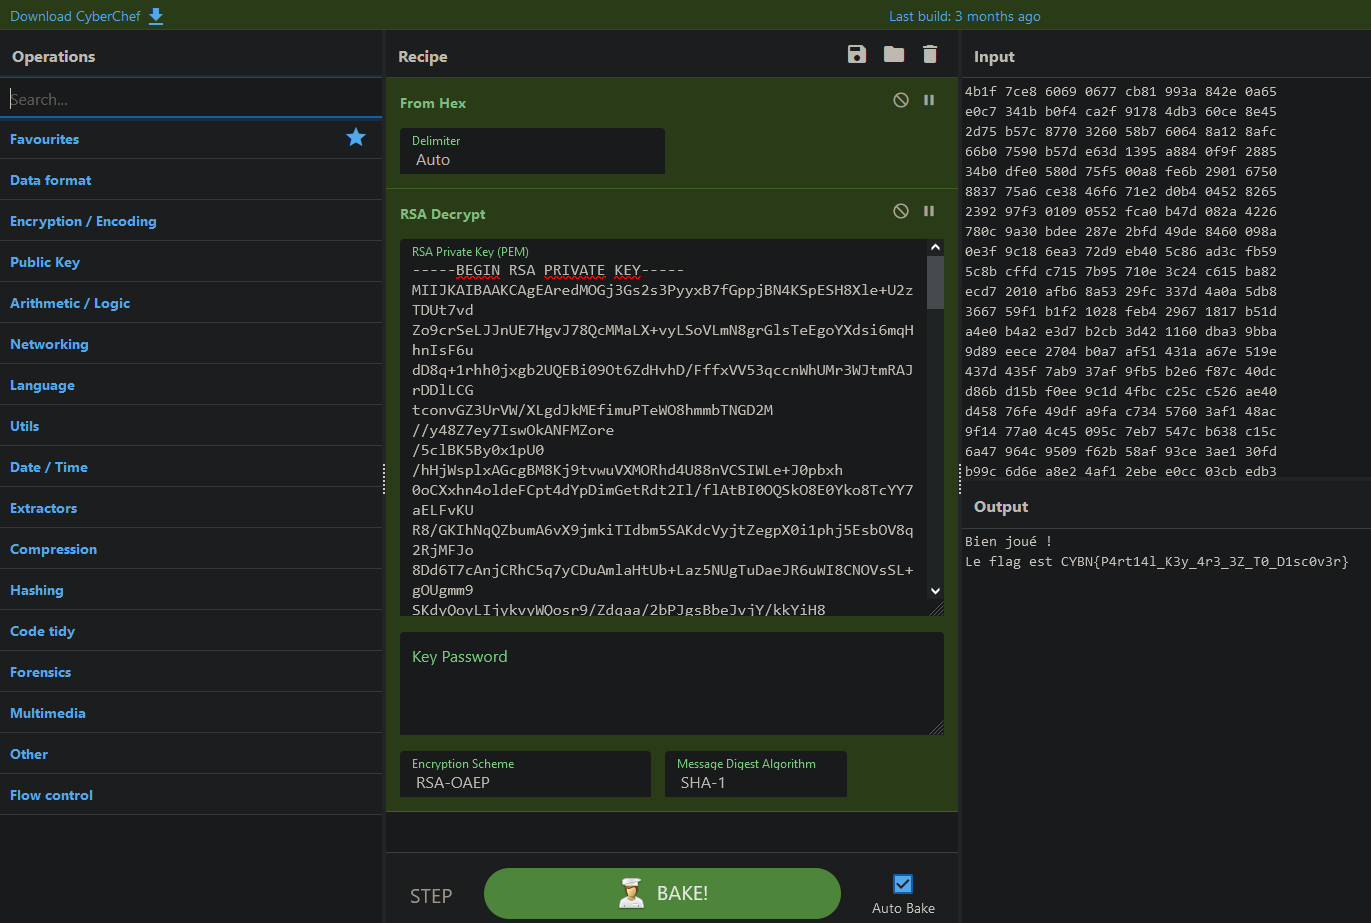 Download CyberChef
Last build: 3 months ago
Operations
Search...
Favourites
Data format
Encryption / Encoding
Public Key
Arithmetic / Logic
Networking
Language
Utils
Date / Time
Extractors
Compression
Hashing
Code tidy
Forensics
Multimedia
Other
Flow control
Recipe
From Hex
Delimiter
Auto
RSA Decrypt
RSA Private Key (PEM)
-----BEGIN RSA PRIVATE KEY-----
MIIJKAIBAAKCAgEAredMOGj3Gs2s3PyyxB7fGppjBN4KSpESH8Xle+U2z
TDUt7vd
Zo9crSeLJJnUE7HgvJ78QcMMaLX+vyLSoVLmN8grGlsTeEgoYXdsi6mqH
hnIsF6u
dD8q+1rhh0jxgb2UQEBi09Ot6ZdHvhD/FffxVV53qccnWhUMr3WJtmRAJ
rDDlLCG
tconvGZ3UrVW/XLgdJkMEfimuPTeWO8hmmbTNGD2M
//y48Z7ey7IswOkANFMZore
/5clBK5By0x1pU0
/hHjWsplxAGcgBM8Kj9tvwuVXMORhd4U88nVCSIWLe+J0pbxh
0oCXxhn4oldeFCpt4dYpDimGetRdt2Il/flAtBI0OQSkO8E0Yko8TcYY7
aELFvKU
R8/GKIhNqQZbumA6vX9jmkiTIdbm5SAKdcVyjtZegpX0i1phj5EsbOV8q
2RjMFJo
8Dd6T7cAnjCRhC5q7yCDuAmlaHtUb+Laz5NUgTuDaeJR6uWI8CNOVsSL+
gOUgmm9
SKdyQoyLIjykvyWQosr9/Zdqaa/2bPJgsBbeJvjY/kkYiH8
Key Password
Encryption Scheme
RSA-OAEP
Message Digest Algorithm
SHA-1
STEP
BAKE!
Auto Bake
Input
4b1f 7ce8 6069 0677 cb81 993a 842e 0a65
e0c7 341b b0f4 ca2f 9178 4db3 60ce 8e45
2d75 b57c 8770 3260 58b7 6064 8a12 8afc
66b0 7590 b57d e63d 1395 a884 0f9f 2885
34b0 dfe0 580d 75f5 00a8 fe6b 2901 6750
8837 75a6 ce38 46f6 71e2 d0b4 0452 8265
2392 97f3 0109 0552 fca0 b47d 082a 4226
780c 9a30 bdee 287e 2bfd 49de 8460 098a
0e3f 9c18 6ea3 72d9 eb40 5c86 ad3c fb59
5c8b cffd c715 7b95 710e 3c24 c615 ba82
ecd7 2010 afb6 8a53 29fc 337d 4a0a 5db8
3667 59f1 b1f2 1028 feb4 2967 1817 b51d
a4e0 b4a2 e3d7 b2cb 3d42 1160 dba3 9bba
9d89 eece 2704 b0a7 af51 431a a67e 519e
437d 435f 7ab9 37af 9fb5 b2e6 f87c 40dc
d86b d15b f0ee 9c1d 4fbc c25c c526 ae40
d458 76fe 49df a9fa c734 5760 3af1 48ac
9f14 77a0 4c45 095c 7eb7 547c b638 c15c
6a47 964c 9509 f62b 58af 93ce 3ae1 30fd
b99c 6d6e a8e2 4af1 2ebe e0cc 03cb edb3
Output
Bien joué !
Le flag est CYBN{P4rt14l_K3y_4r3_3Z_T0_D1sc0v3r}